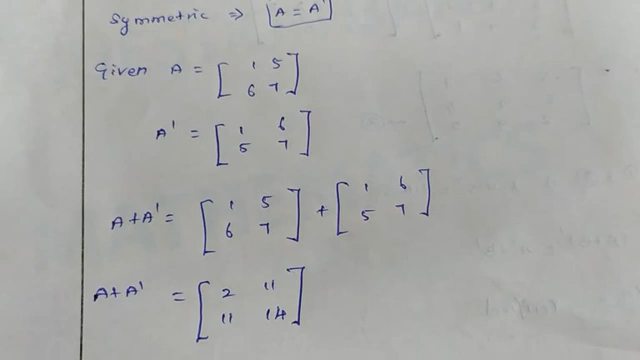 Symmetric ⇒ A = A'
Given A = [ 1 5
6 7 ]
A' = [ 1 6
5 7 ]
A+A' = [ 1 5
6 7 ] + [ 1 6
5 7 ]
A+A' = [ 2 11
11 14 ]